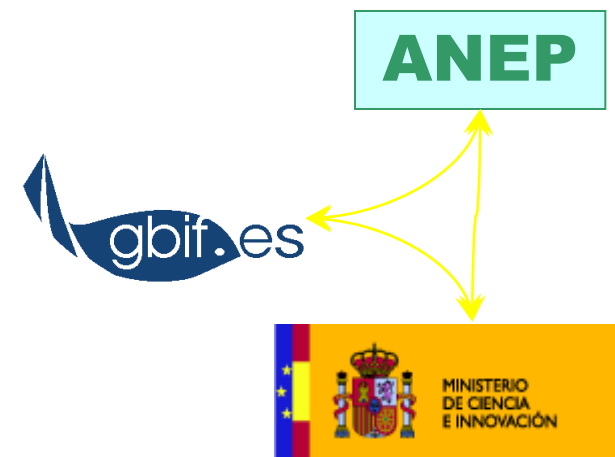 ANEP
gbif.es
MINISTERIO
DE CIENCIA
E INNOVACIÓN